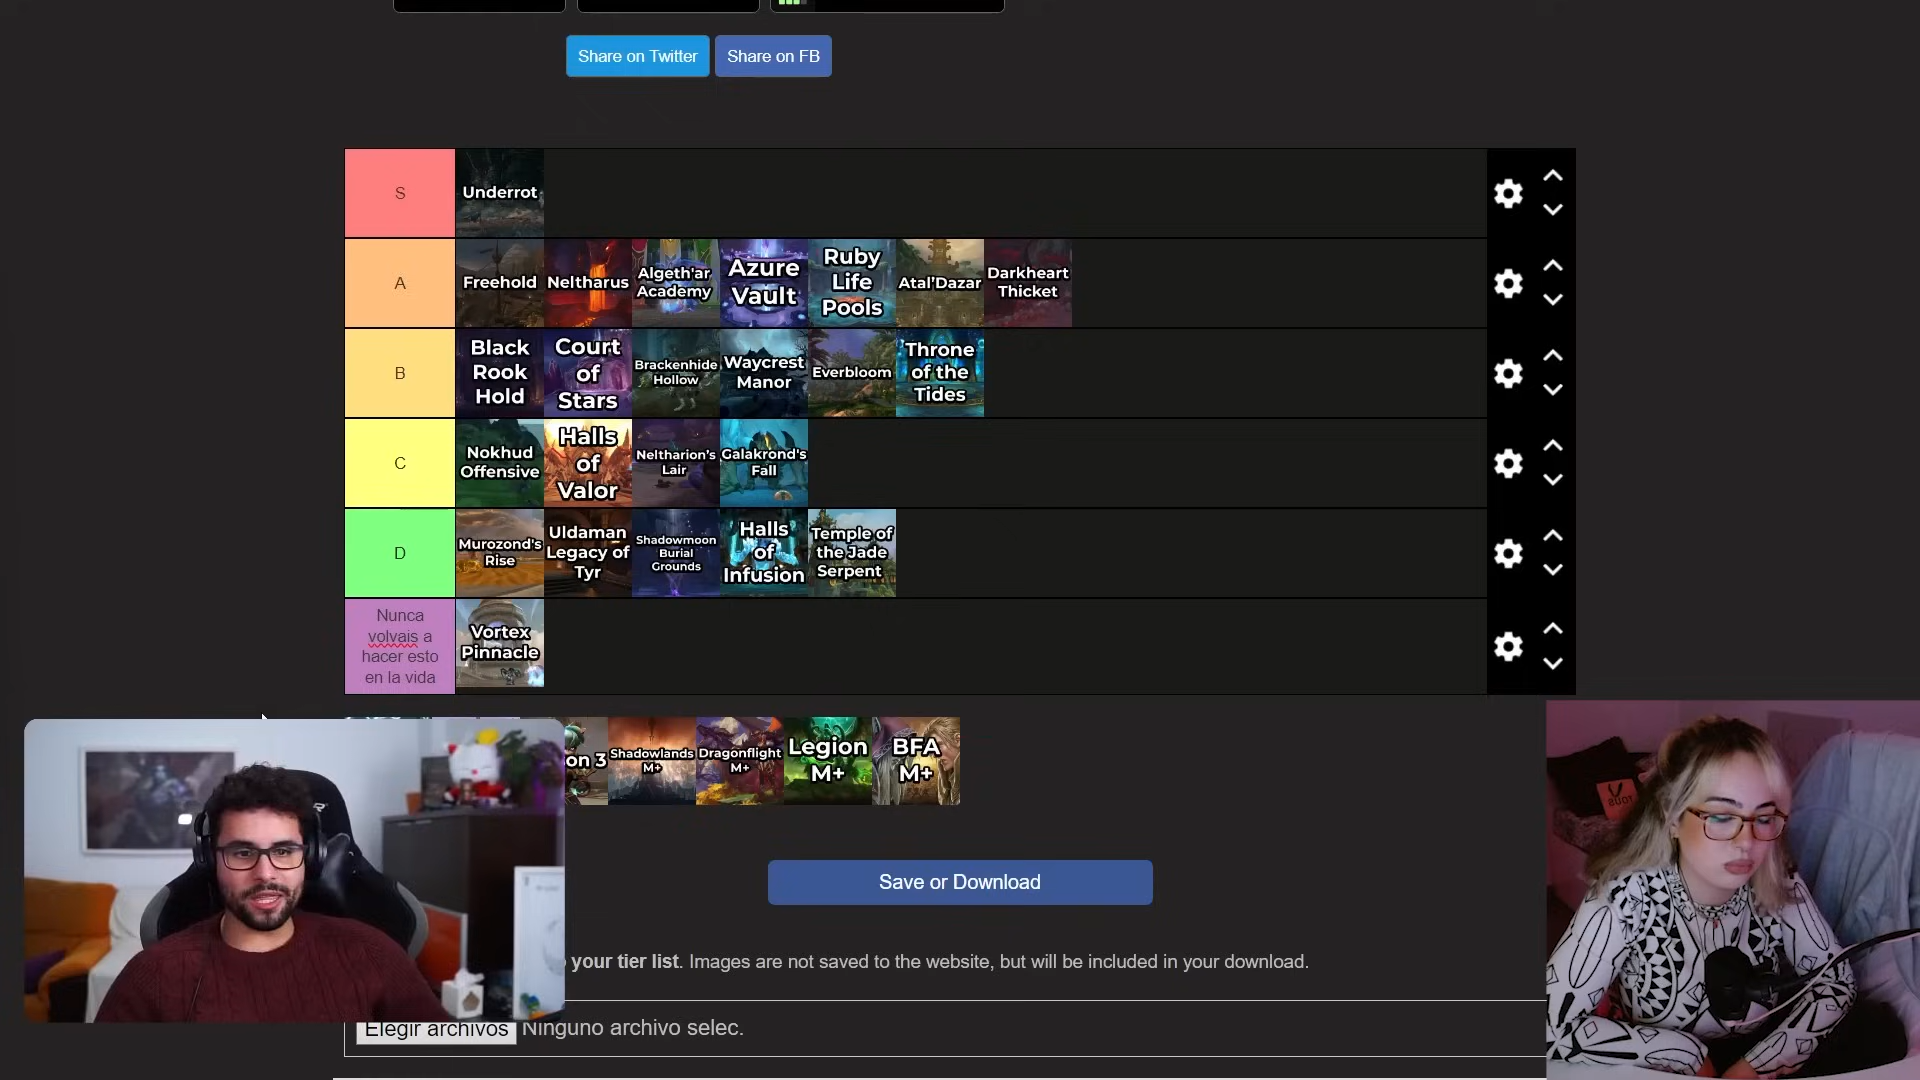 Share on Twitter
Share on FB
S
Underrot
A
Freehold
Neltharus
Algeth'ar
Academy
Azure
Vault
Ruby
Life
Pools
Atal'Dazar
Darkheart
Thicket
B
Black
Rook
Hold
Court
of
Stars
Brackenhide
Hollow
Waycrest
Manor
Everbloom
Throne
of the
Tides
C
Nokhud
Offensive
Halls
of
Valor
Neltharion's
Lair
Galakrond's
Fall
D
Murozond's
Rise
Uldaman
Legacy of
Tyr
Shadowmoon
Burial
Grounds
Halls
of
Infusion
Temple of
the Jade
Serpent
Nunca
volvais a
hacer esto
en la vida
Vortex
Pinnacle
on 3
Shadowlands
M+
Dragonflight
M+
Legion
M+
BFA
M+
Save or Download
your tier list. Images are not saved to the website, but will be included in your download.
Elegir archivos Ninguno archivo selec.